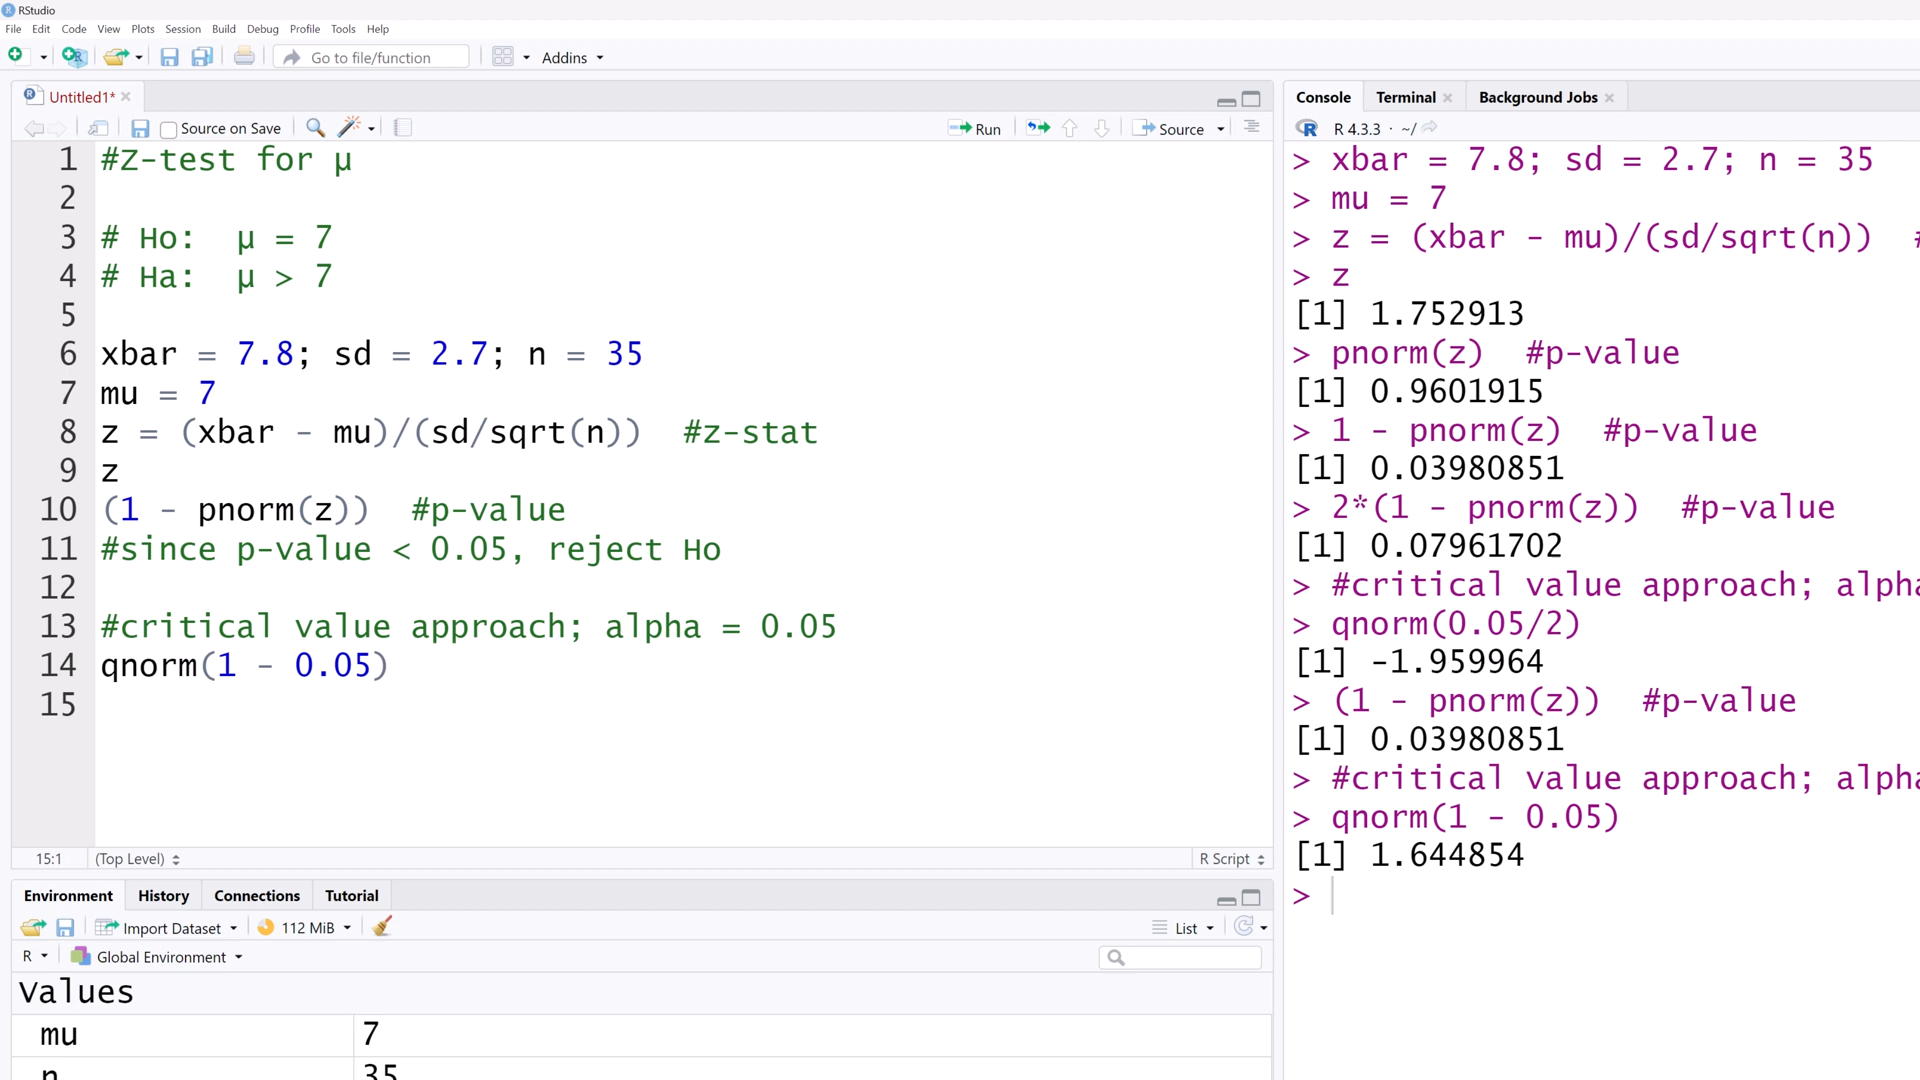 RStudio
File Edit Code View Plots Session Build Debug Profile Tools Help
Go to file/function Addins
Untitled1*
Source on Save Run Source
1 #Z-test for µ
2
3 # Ho:  µ = 7
4 # Ha:  µ > 7
5
6 xbar = 7.8; sd = 2.7; n = 35
7 mu = 7
8 z = (xbar - mu)/(sd/sqrt(n))  #z-stat
9 z
10 (1 - pnorm(z))  #p-value
11 #since p-value < 0.05, reject Ho
12
13 #critical value approach; alpha = 0.05
14 qnorm(1 - 0.05)
15
15:1 (Top Level) R Script
Environment History Connections Tutorial
Import Dataset 112 MiB List
R Global Environment
Values
mu 7
n 35
Console Terminal Background Jobs
R 4.3.3 · ~/
> xbar = 7.8; sd = 2.7; n = 35
> mu = 7
> z = (xbar - mu)/(sd/sqrt(n))  #
> z
[1] 1.752913
> pnorm(z)  #p-value
[1] 0.9601915
> 1 - pnorm(z)  #p-value
[1] 0.03980851
> 2*(1 - pnorm(z))  #p-value
[1] 0.07961702
> #critical value approach; alpha
> qnorm(0.05/2)
[1] -1.959964
> (1 - pnorm(z))  #p-value
[1] 0.03980851
> #critical value approach; alpha
> qnorm(1 - 0.05)
[1] 1.644854
>